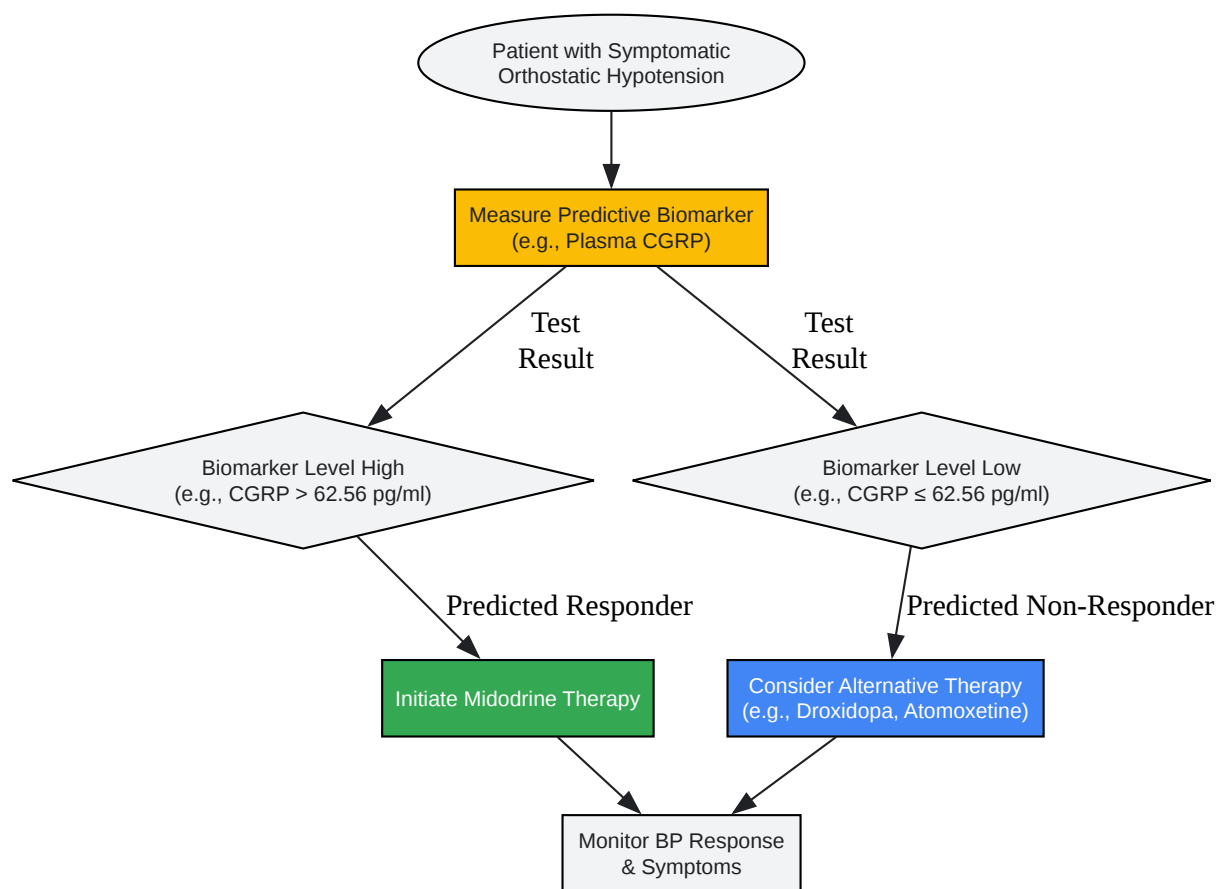 Patient with Symptomatic
Orthostatic Hypotension
Measure Predictive Biomarker
(e.g., Plasma CGRP)
Test
Result
Test
Result
Biomarker Level High
(e.g., CGRP > 62.56 pg/ml)
Biomarker Level Low
(e.g., CGRP ≤ 62.56 pg/ml)
Predicted Responder
Predicted Non-Responder
Initiate Midodrine Therapy
Consider Alternative Therapy
(e.g., Droxidopa, Atomoxetine)
Monitor BP Response
& Symptoms